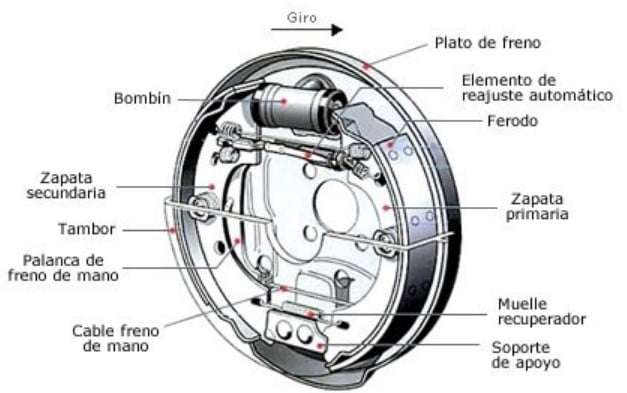 Giro
Plato de freno
Elemento de
reajuste automático
Bombín
Ferodo
Zapata
secundaria
Zapata
primaria
Tambor
Palanca de
freno de mano
Muelle
recuperador
Cable freno
de mano
Soporte
de apoyo